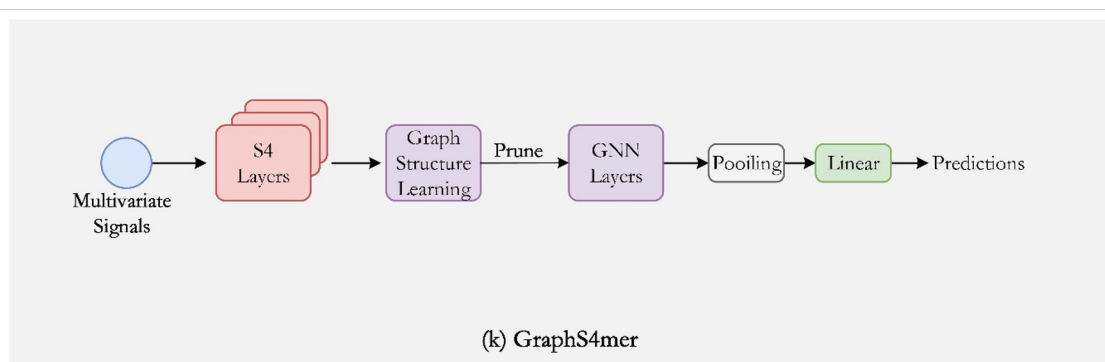 Multivariate
Signals
S4
Layers
Graph
Structure
Learning
Prune
GNN
Layers
Pooiling
Linear
Predictions
(k) GraphS4mer